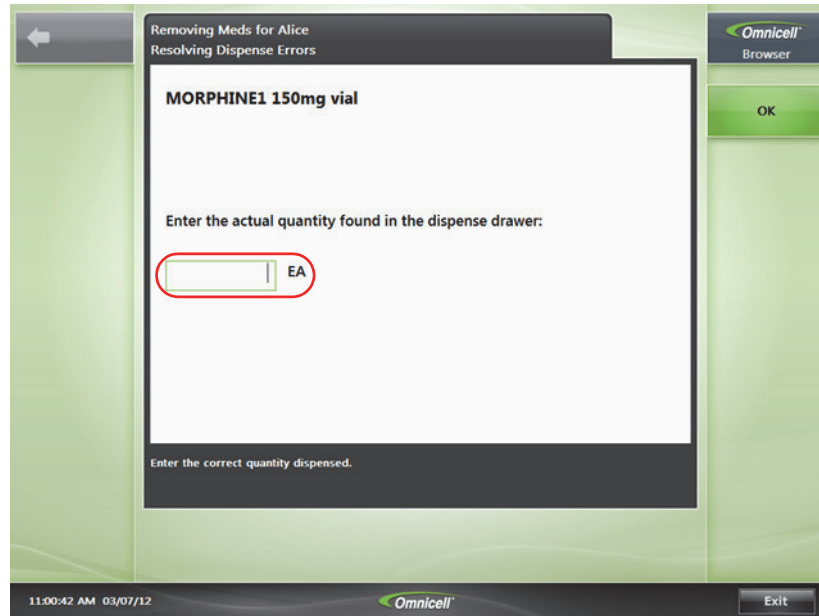 Removing Meds for Alice
Resolving Dispense Errors
Omnicell
Browser
OK
MORPHINE1 150mg vial
Enter the actual quantity found in the dispense drawer:
EA
Enter the correct quantity dispensed.
11:00:42 AM 03/07/12
Omnicell
Exit